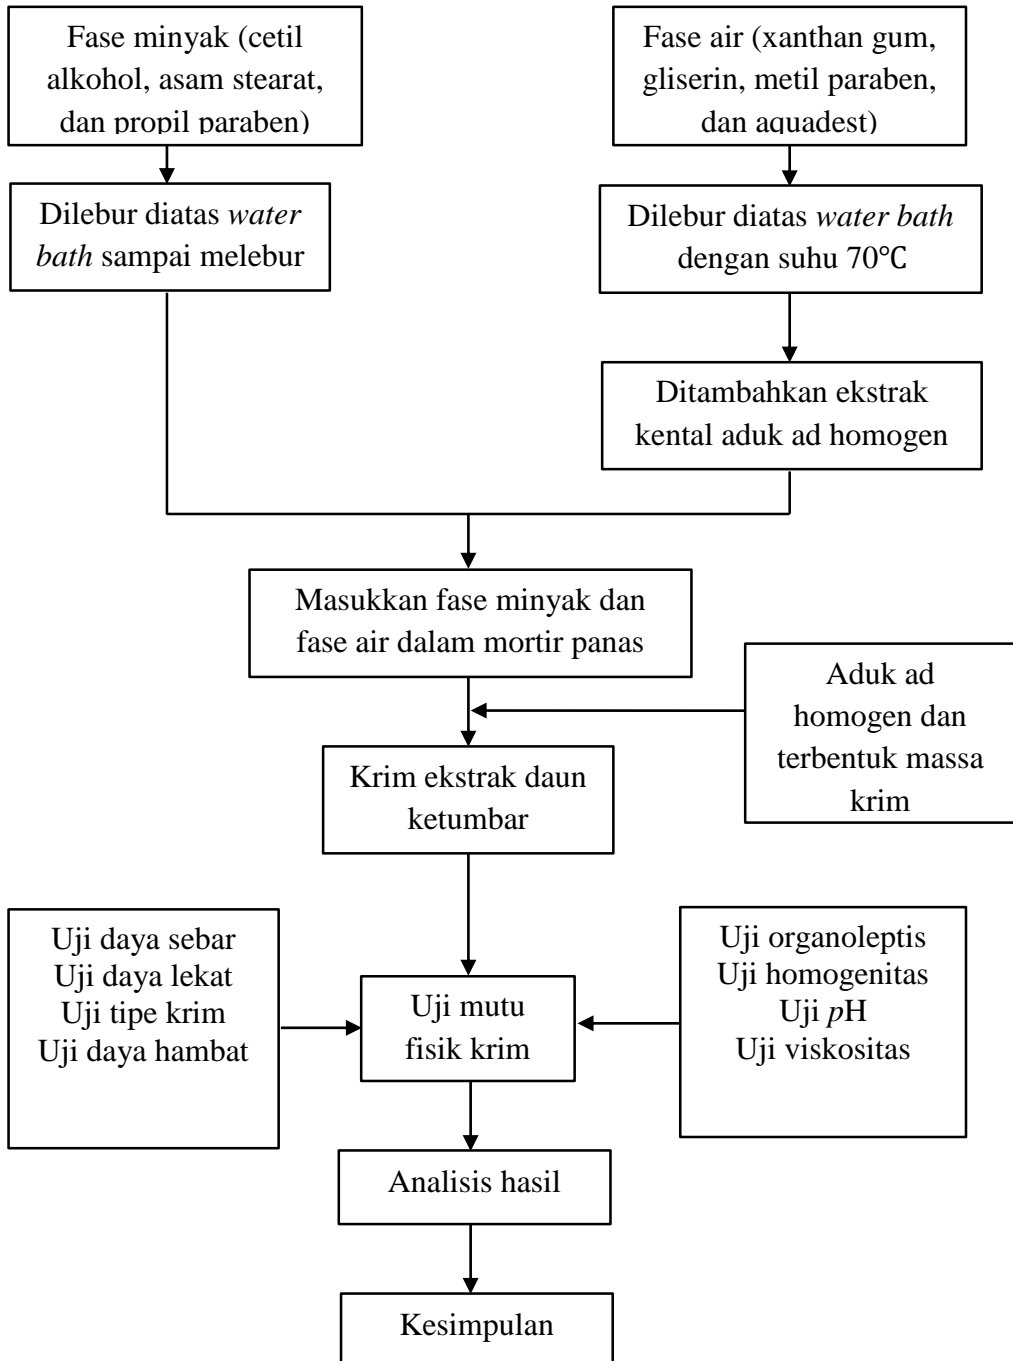 Fase minyak (cetil
alkohol, asam stearat,
dan propil paraben)
Fase air (xanthan gum,
gliserin, metil paraben,
dan aquadest)
Dilebur diatas water
bath sampai melebur
Dilebur diatas water bath
dengan suhu 70℃
Ditambahkan ekstrak
kental aduk ad homogen
Masukkan fase minyak dan
fase air dalam mortir panas
Aduk ad
homogen dan
terbentuk massa
krim
Krim ekstrak daun
ketumbar
Uji daya sebar
Uji daya lekat
Uji tipe krim
Uji daya hambat
Uji mutu
fisik krim
Uji organoleptis
Uji homogenitas
Uji pH
Uji viskositas
Analisis hasil
Kesimpulan